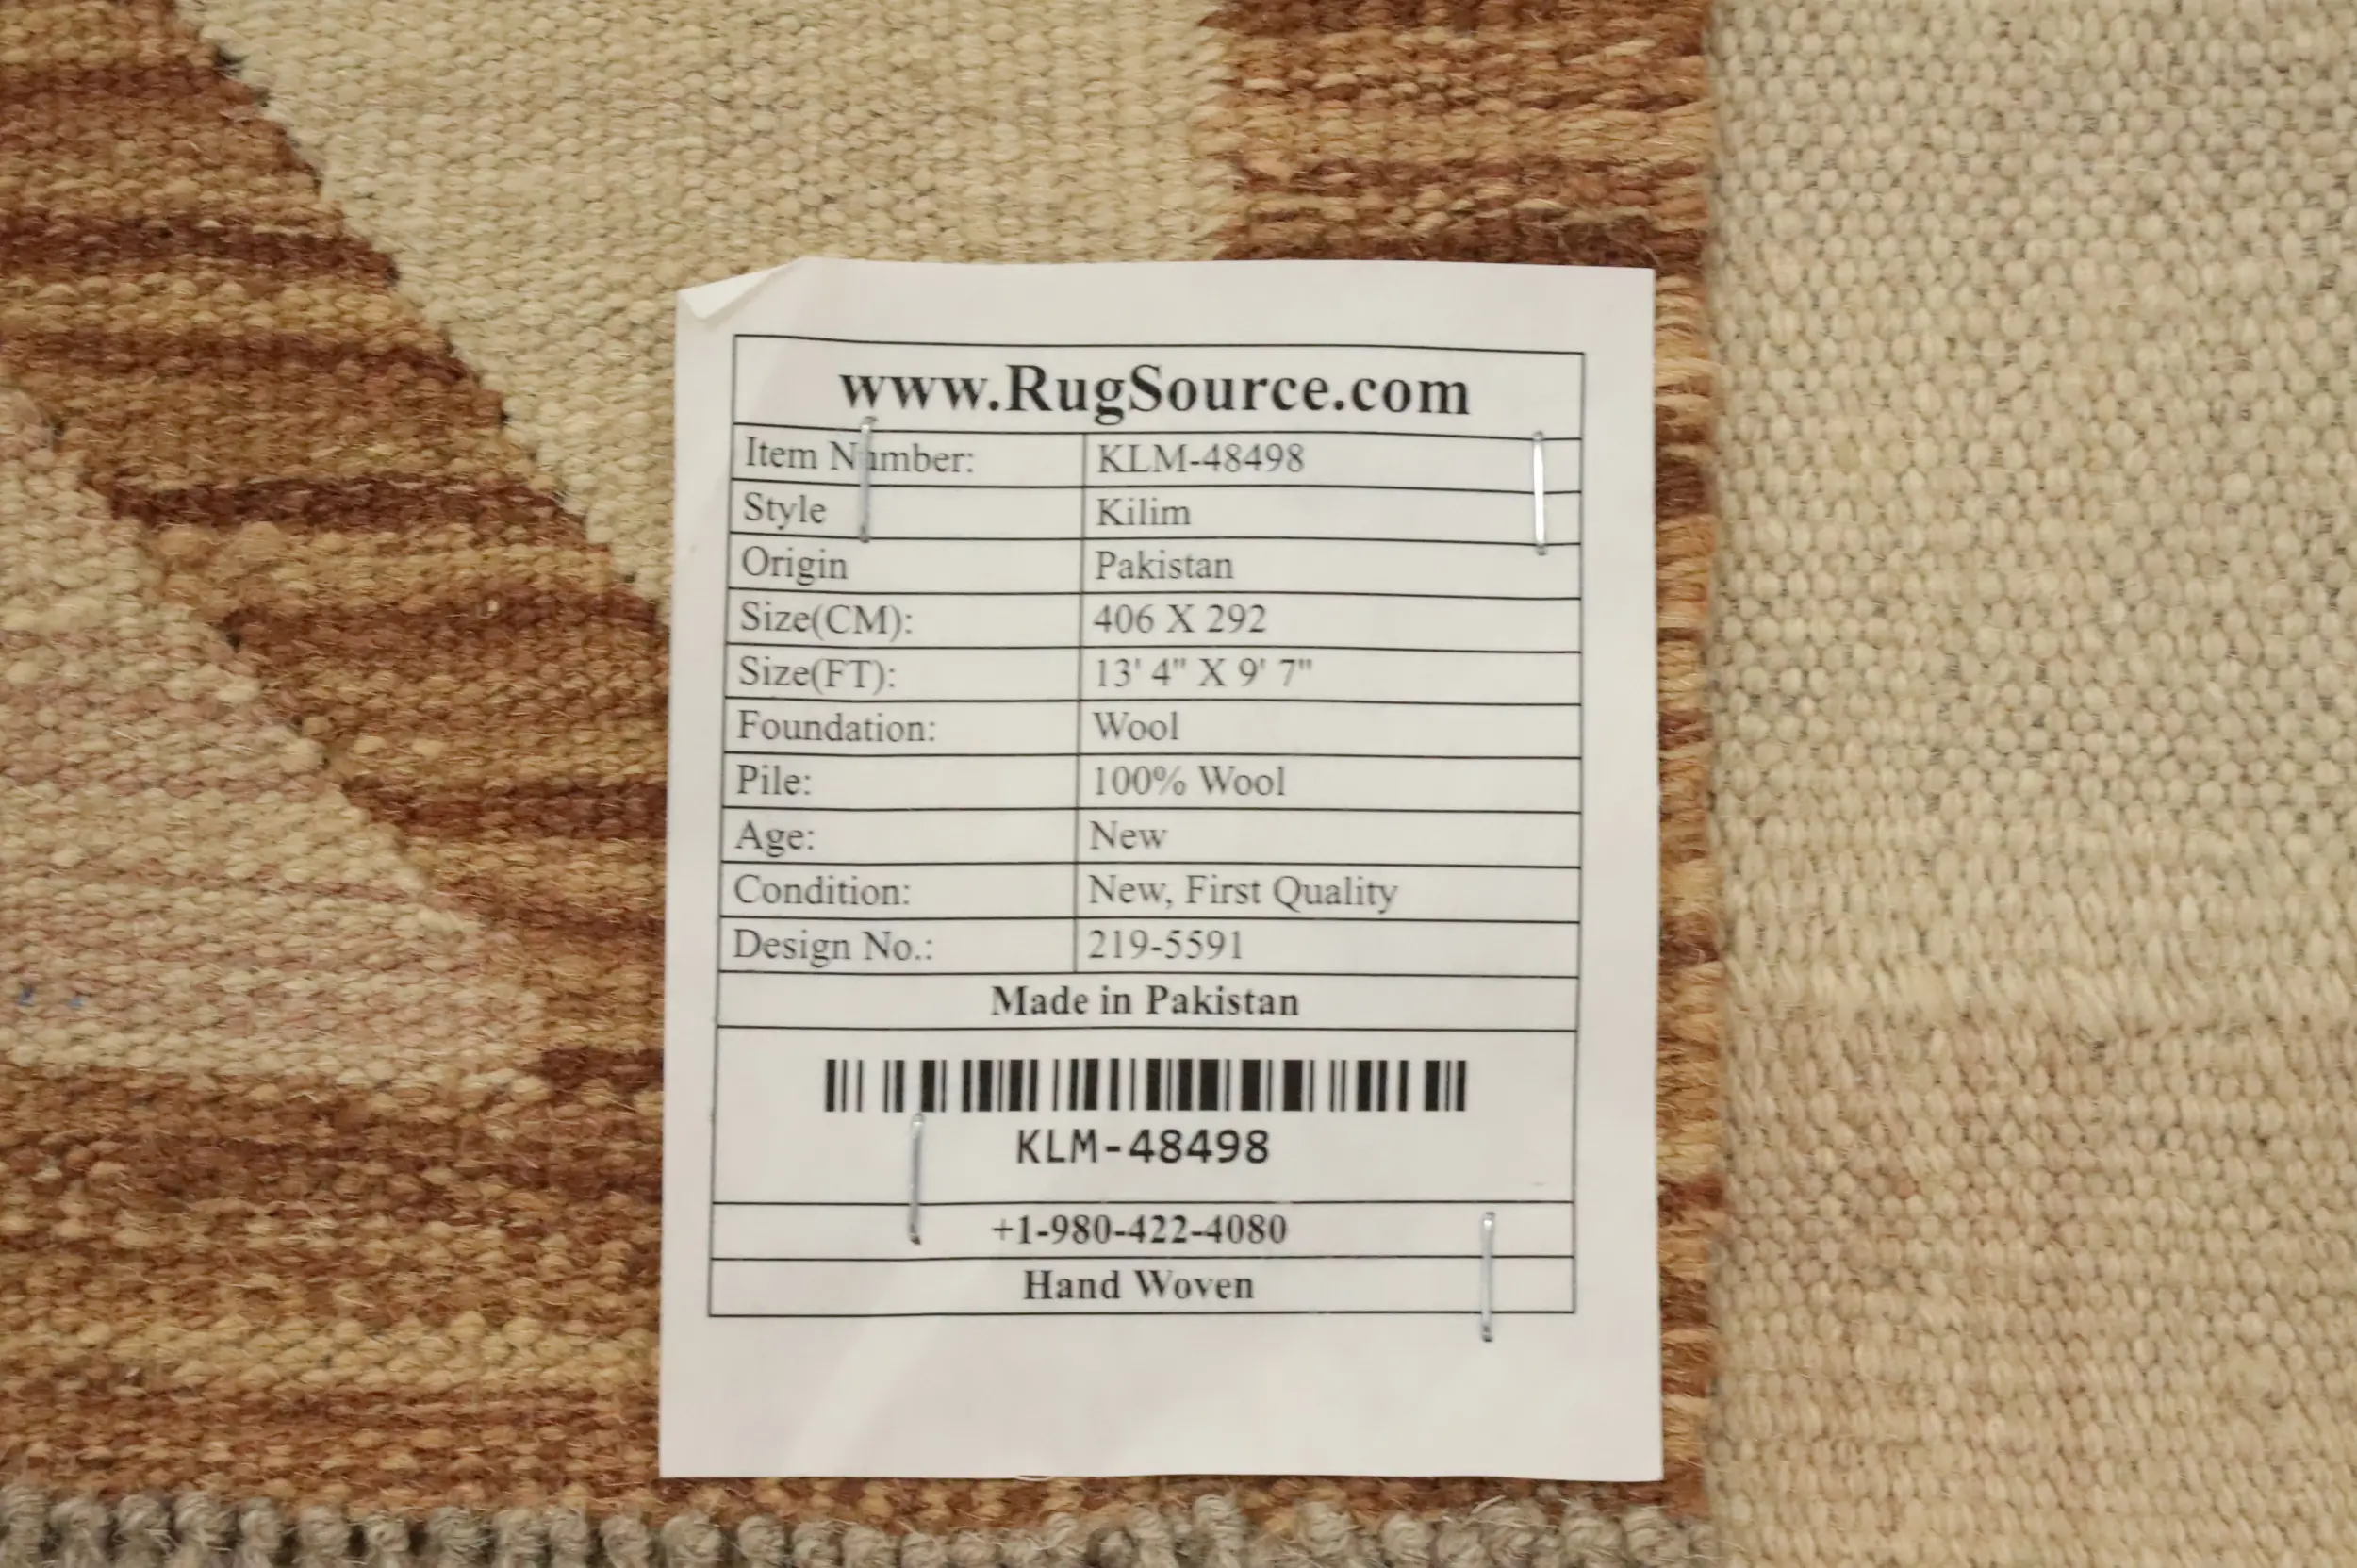 www.RugSource.com
Item Number: KLM-48498
Style Kilim
Origin Pakistan
Size(CM): 406 X 292
Size(FT): 13' 4" X 9' 7"
Foundation: Wool
Pile: 100% Wool
Age: New
Condition: New, First Quality
Design No.: 219-5591
Made in Pakistan
KLM-48498
+1-980-422-4080
Hand Woven